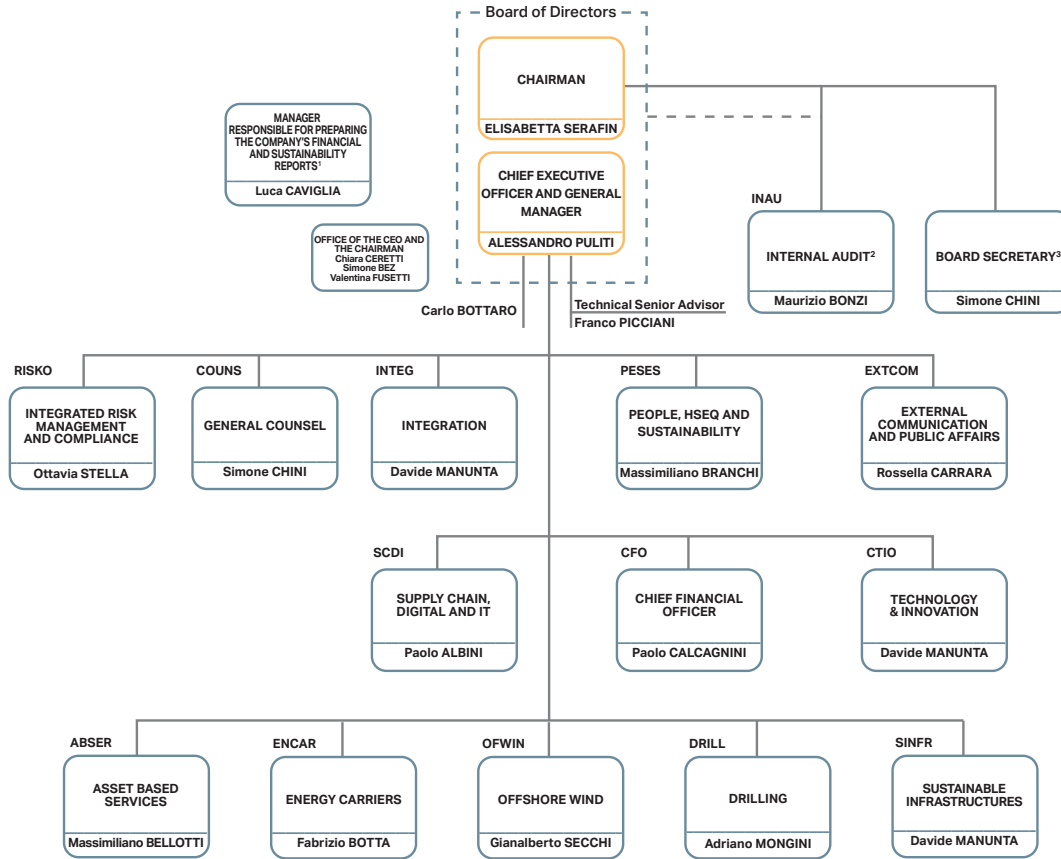 Board of Directors
CHAIRMAN
ELISABETTA SERAFIN
MANAGER
RESPONSIBLE FOR PREPARING
THE COMPANY'S FINANCIAL
AND SUSTAINABILITY
REPORTS¹
Luca CAVIGLIA
CHIEF EXECUTIVE
OFFICER AND GENERAL
MANAGER
ALESSANDRO PULITI
OFFICE OF THE CEO AND
THE CHAIRMAN
Chiara CERETTI
Simone BEZ
Valentina FUSETTI
INAU
INTERNAL AUDIT²
Maurizio BONZI
BOARD SECRETARY³
Simone CHINI
Carlo BOTTARO
Technical Senior Advisor
Franco PICCIANI
RISKO
INTEGRATED RISK
MANAGEMENT
AND COMPLIANCE
Ottavia STELLA
COUNS
GENERAL COUNSEL
Simone CHINI
INTEG
INTEGRATION
Davide MANUNTA
PESES
PEOPLE, HSEQ AND
SUSTAINABILITY
Massimiliano BRANCHI
EXTCOM
EXTERNAL
COMMUNICATION
AND PUBLIC AFFAIRS
Rossella CARRARA
SCDI
SUPPLY CHAIN,
DIGITAL AND IT
Paolo ALBINI
CFO
CHIEF FINANCIAL
OFFICER
Paolo CALCAGNINI
CTIO
TECHNOLOGY
& INNOVATION
Davide MANUNTA
ABSER
ASSET BASED
SERVICES
Massimiliano BELLOTTI
ENCAR
ENERGY CARRIERS
Fabrizio BOTTA
OFWIN
OFFSHORE WIND
Gianalberto SECCHI
DRILL
DRILLING
Adriano MONGINI
SINFR
SUSTAINABLE
INFRASTRUCTURES
Davide MANUNTA